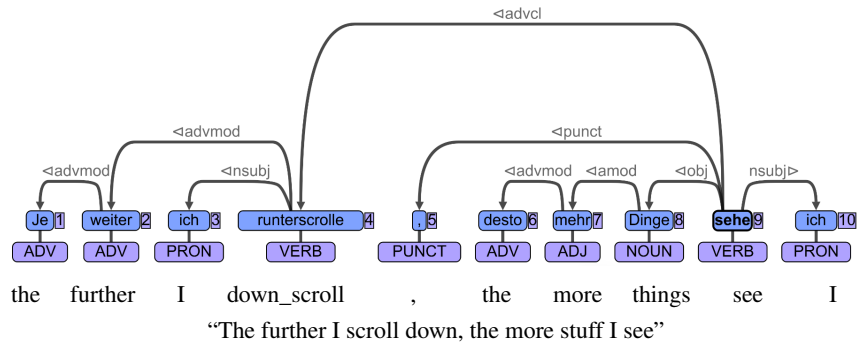 ⊲advcl
⊲advmod ⊲punct
⊲advmod ⊲nsubj ⊲advmod ⊲amod ⊲obj nsubj⊳
Je 1 weiter 2 ich 3 runterscrolle 4 , 5 desto 6 mehr 7 Dinge 8 sehe 9 ich 10
ADV ADV PRON VERB PUNCT ADV ADJ NOUN VERB PRON
the further I down_scroll , the more things see I
“The further I scroll down, the more stuff I see”